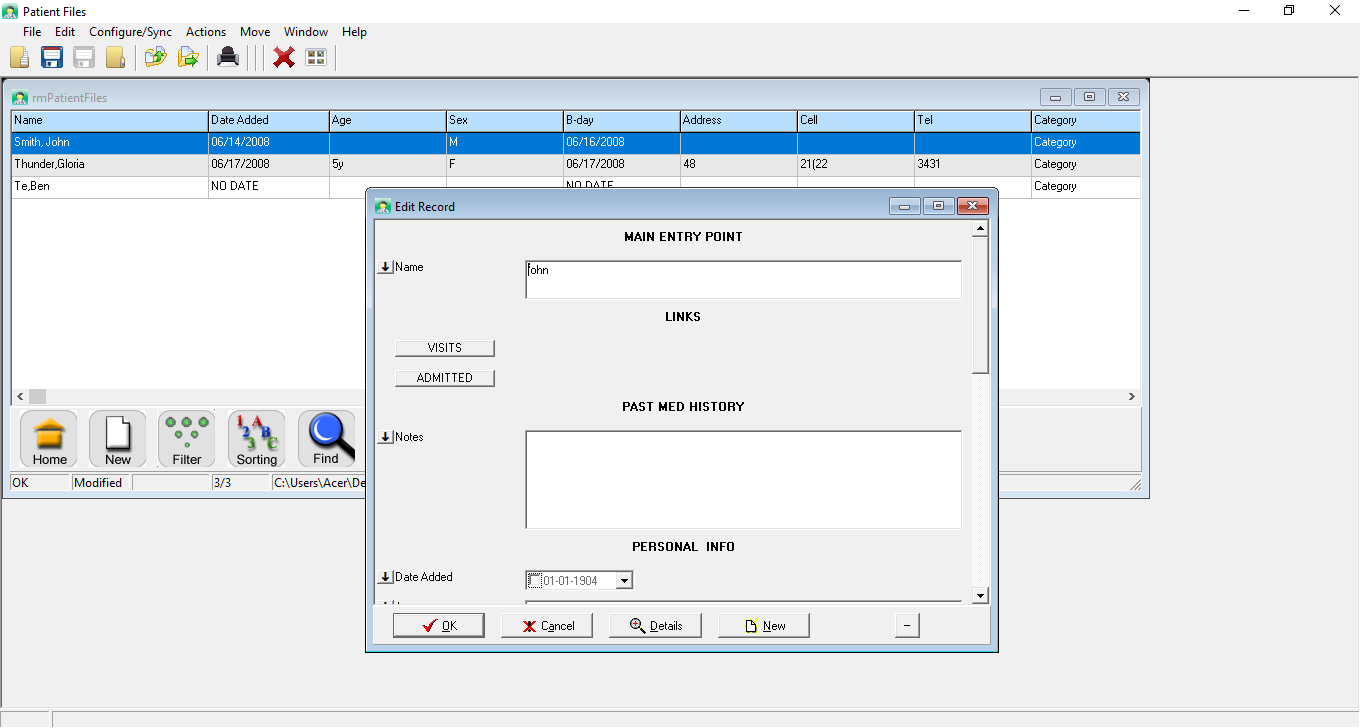 Patient Files
File Edit Configure/Sync Actions Move Window Help
rmPatientFiles
Name Date Added Age Sex B-day Address Cell Tel Category
Smith, John 06/14/2008 M 06/16/2008 Category
Thunder,Gloria 06/17/2008 5y F 06/17/2008 48 21(22 3431 Category
Te,Ben NO DATE NO DATE Category
Edit Record
MAIN ENTRY POINT
Name
john
LINKS
VISITS
ADMITTED
PAST MED HISTORY
Notes
PERSONAL INFO
Date Added 01-01-1904
OK Cancel Details New –
Home New Filter Sorting Find
OK Modified 3/3 C:\Users\Acer\De